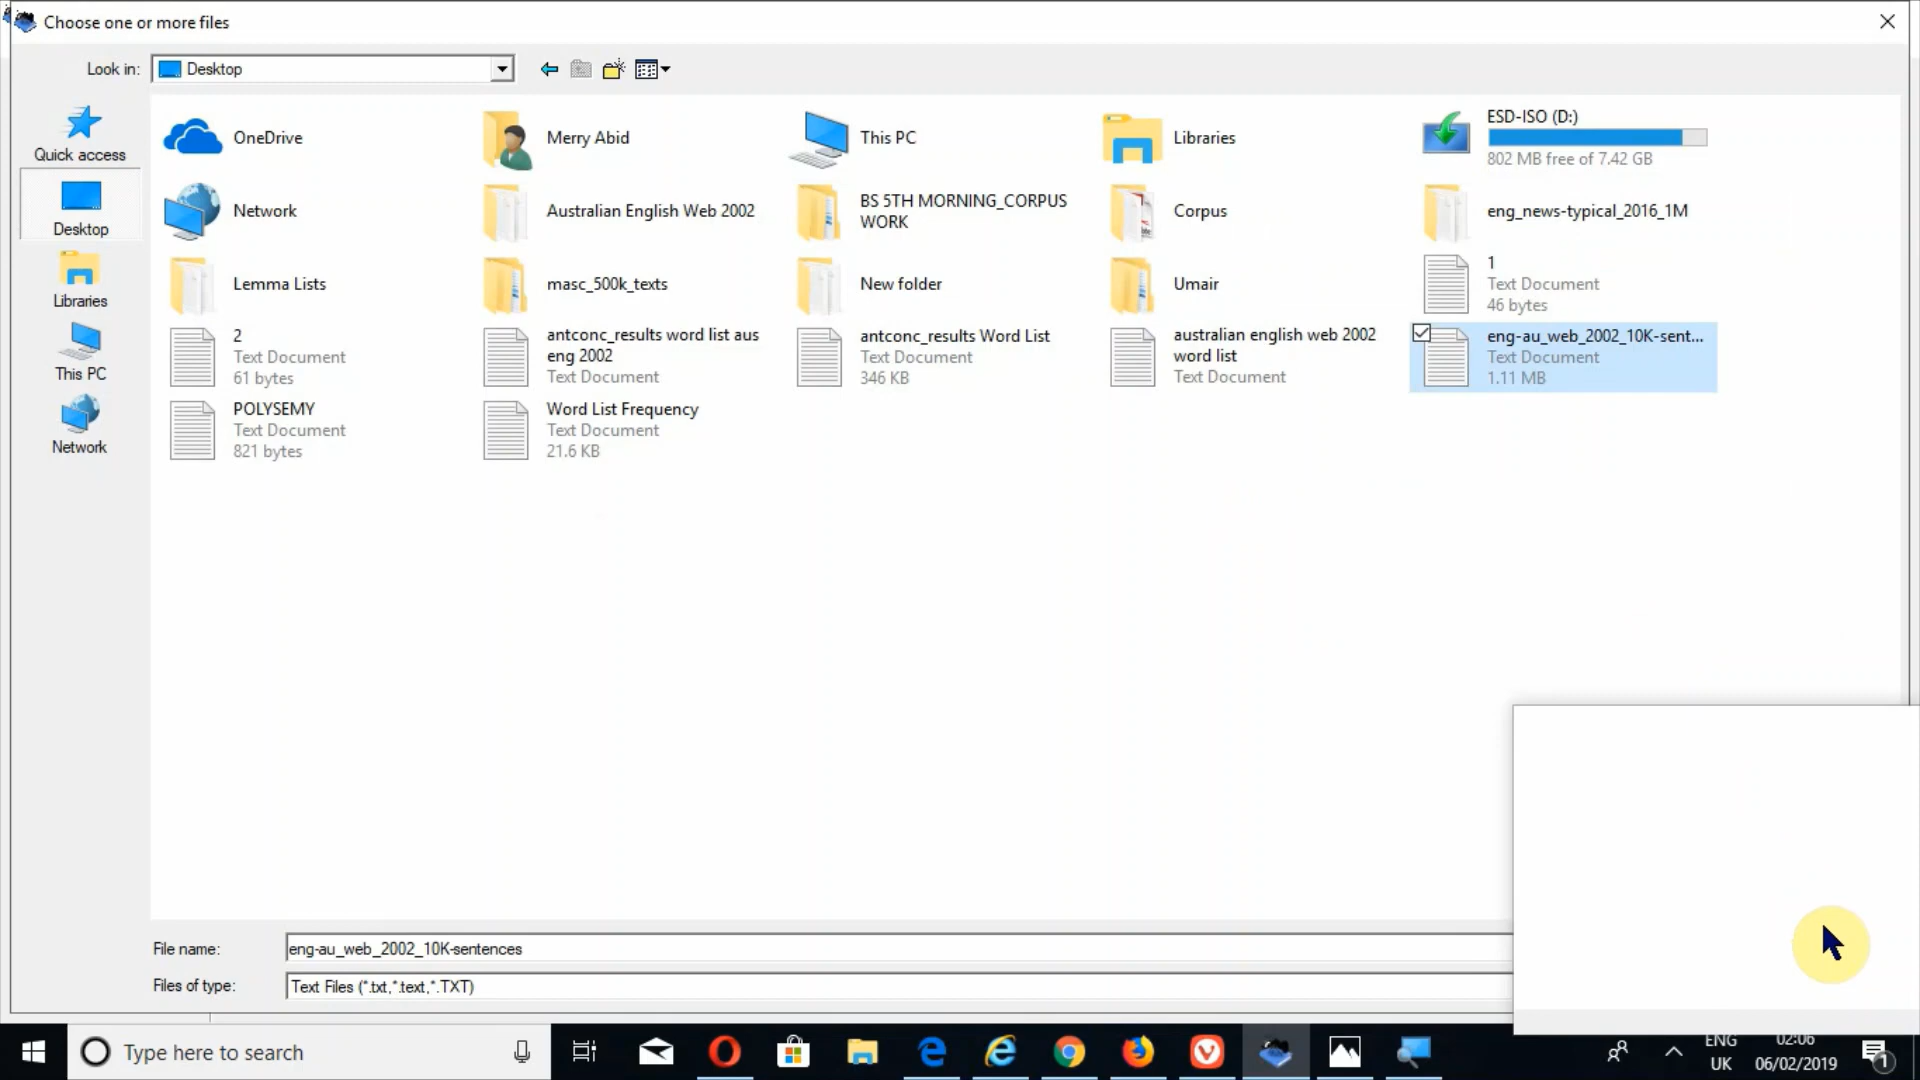 Choose one or more files
Look in:
Desktop
Quick access
Desktop
Libraries
This PC
Network
OneDrive
Merry Abid
This PC
Libraries
ESD-ISO (D:)
802 MB free of 7.42 GB
Network
Australian English Web 2002
BS 5TH MORNING_CORPUS
WORK
Corpus
eng_news-typical_2016_1M
Lemma Lists
masc_500k_texts
New folder
Umair
1
Text Document
46 bytes
2
Text Document
61 bytes
antconc_results word list aus
eng 2002
Text Document
antconc_results Word List
Text Document
346 KB
australian english web 2002
word list
Text Document
eng-au_web_2002_10K-sent...
Text Document
1.11 MB
POLYSEMY
Text Document
821 bytes
Word List Frequency
Text Document
21.6 KB
File name:
eng-au_web_2002_10K-sentences
Files of type:
Text Files (*.txt,*.text,*.TXT)
Type here to search
ENG
UK
02:06
06/02/2019
1